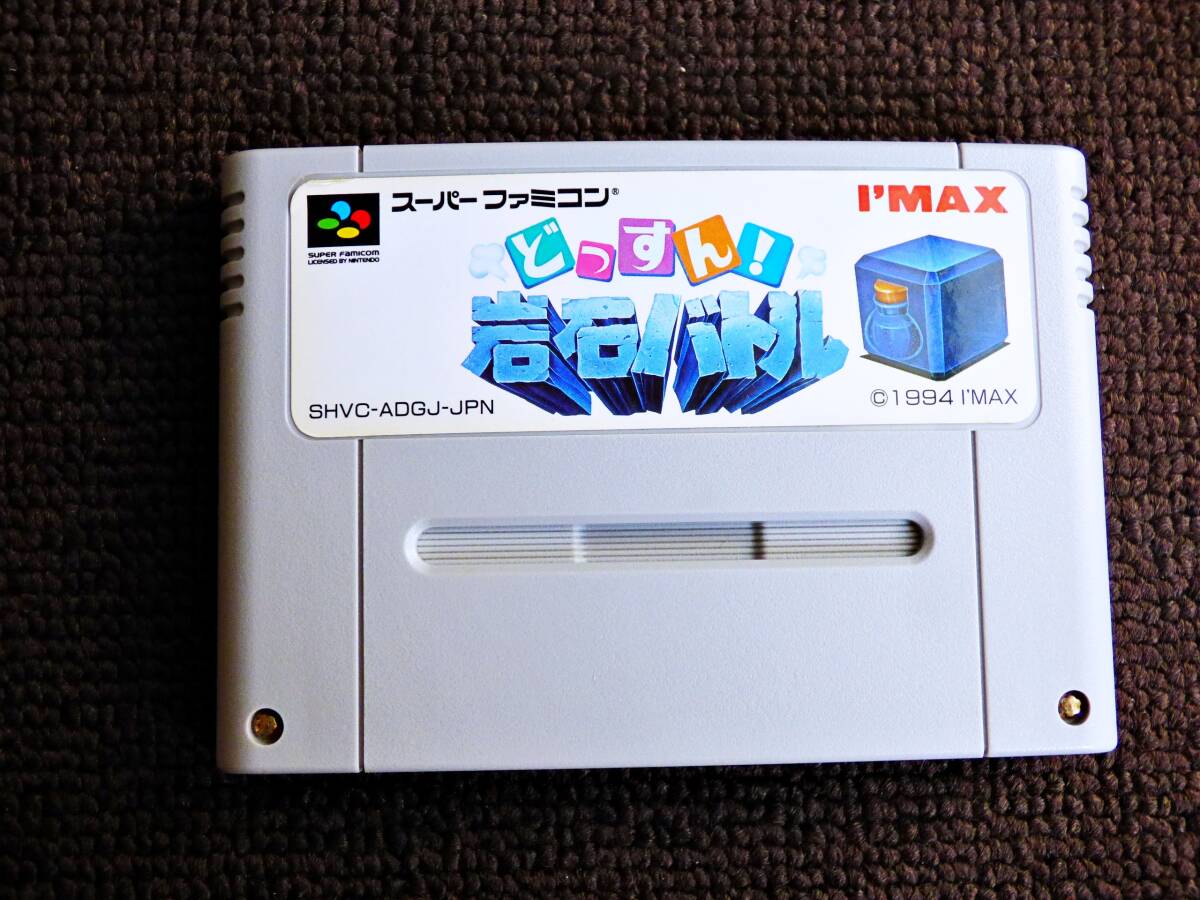 スーパーファミコン®
I'MAX
SUPER FAMICOM
LICENSED BY NINTENDO
どっすん!
岩石バトル
SHVC-ADGJ-JPN
©1994 I'MAX